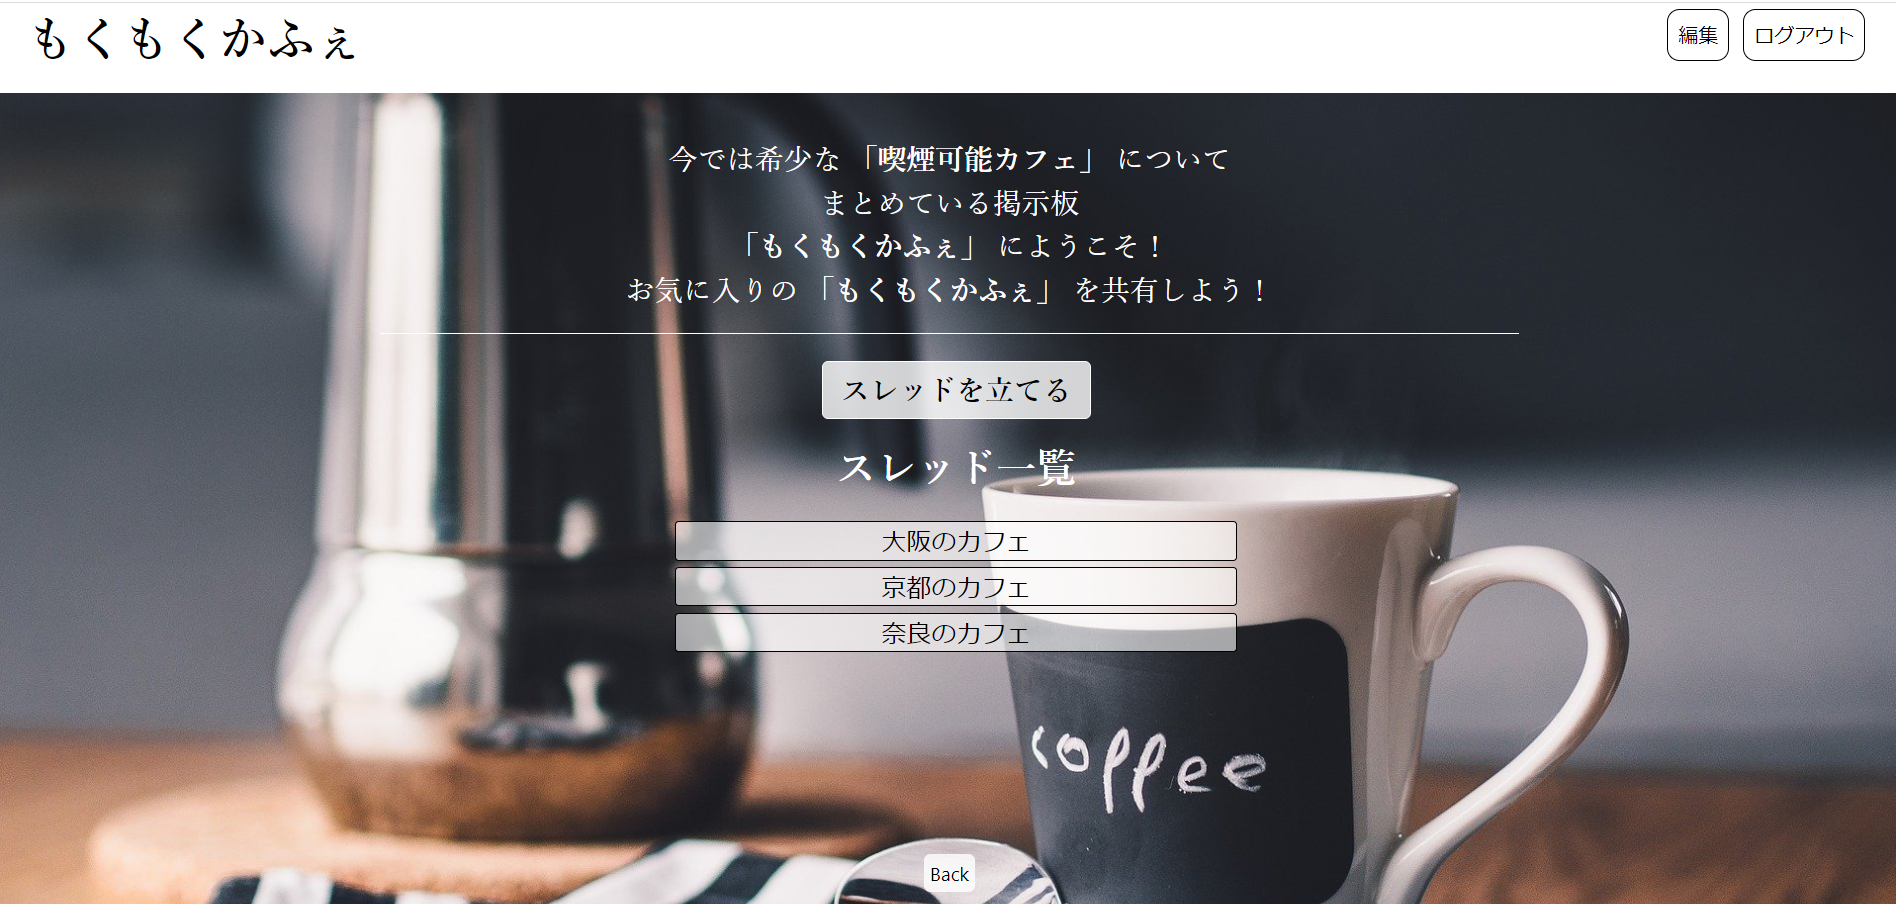 もくもくかふぇ
編集 ログアウト
今では希少な 「喫煙可能カフェ」 について
まとめている掲示板
「もくもくかふぇ」 にようこそ！
お気に入りの 「もくもくかふぇ」 を共有しよう！
スレッドを立てる
スレッド一覧
大阪のカフェ
京都のカフェ
奈良のカフェ
coffee
Back